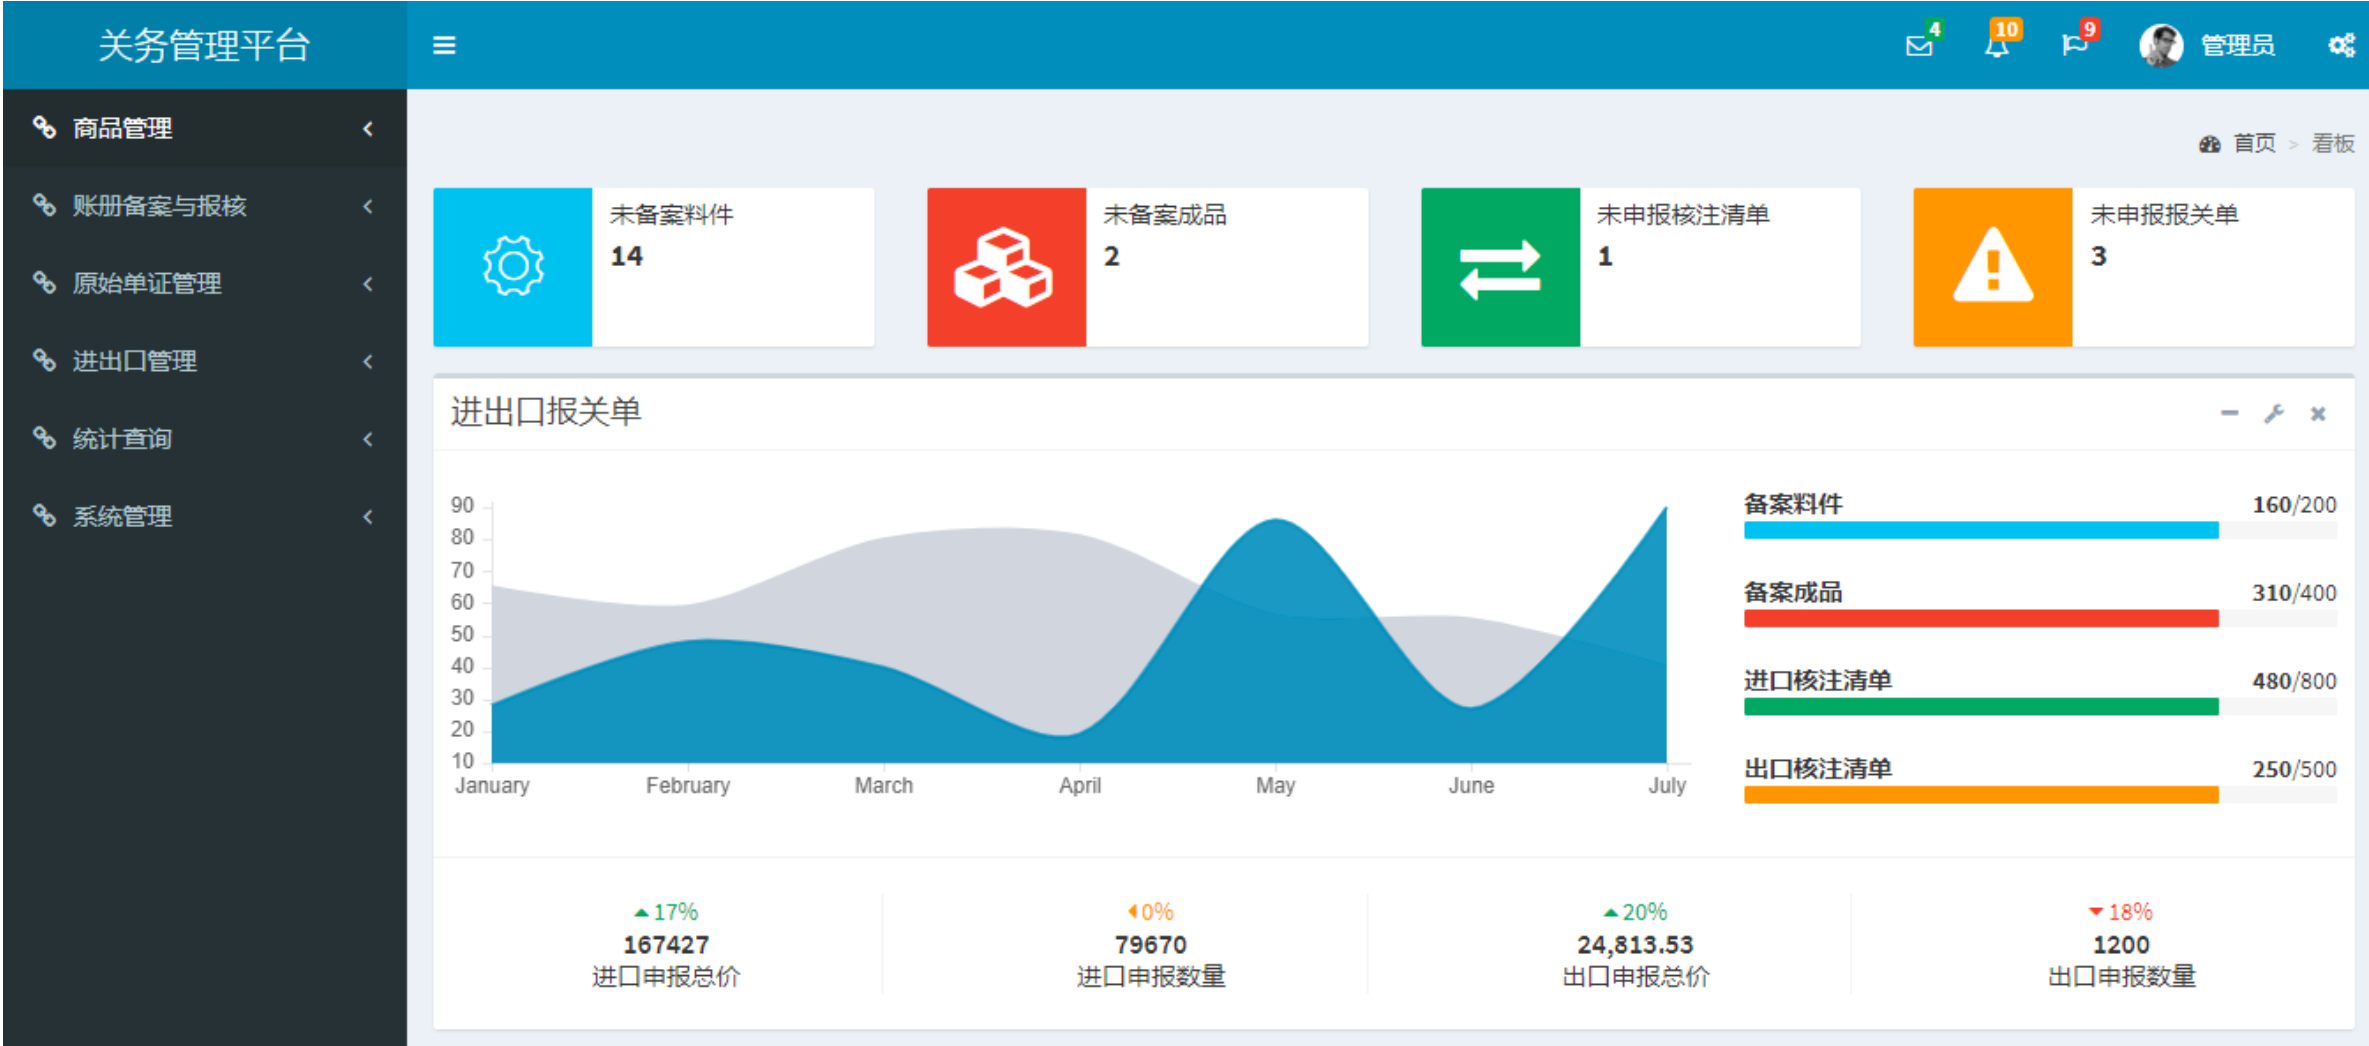 关务管理平台
4
10
9
管理员
商品管理
账册备案与报核
原始单证管理
进出口管理
统计查询
系统管理
首页 > 看板
未备案料件
14
未备案成品
2
未申报核注清单
1
未申报报关单
3
进出口报关单
90
80
70
60
50
40
30
20
10
January February March April May June July
备案料件 160/200
备案成品 310/400
进口核注清单 480/800
出口核注清单 250/500
17%
167427
进口申报总价
0%
79670
进口申报数量
20%
24,813.53
出口申报总价
18%
1200
出口申报数量